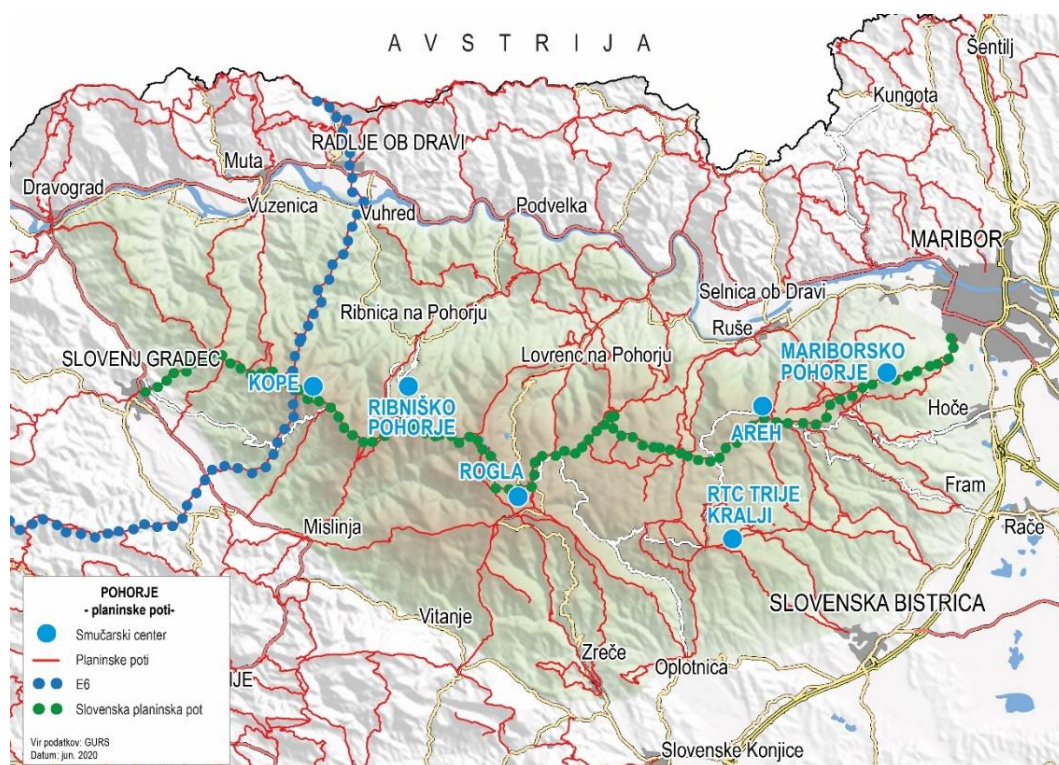 AVSTRIJA
Šentilj
Kungota
RADLJE OB DRAVI
Muta
Dravograd
Vuzenica
Vuhred
Podvelka
MARIBOR
Selnica ob Dravi
Ribnica na Pohorju
Ruše
SLOVENJ GRADEC
Lovrenc na Pohorju
MARIBORSKO
POHORJE
KOPE
RIBNIŠKO
POHORJE
Hoče
AREH
ROGLA
RTC TRIJE
KRALJI
Fram
Rače
Mislinja
SLOVENSKA BISTRICA
Vitanje
Zreče
Oplotnica
Slovenske Konjice
IJE
POHORJE
- planinske poti-
Smučarski center
Planinske poti
E6
Slovenska planinska pot
Vir podatkov: GURS
Datum: jun. 2020